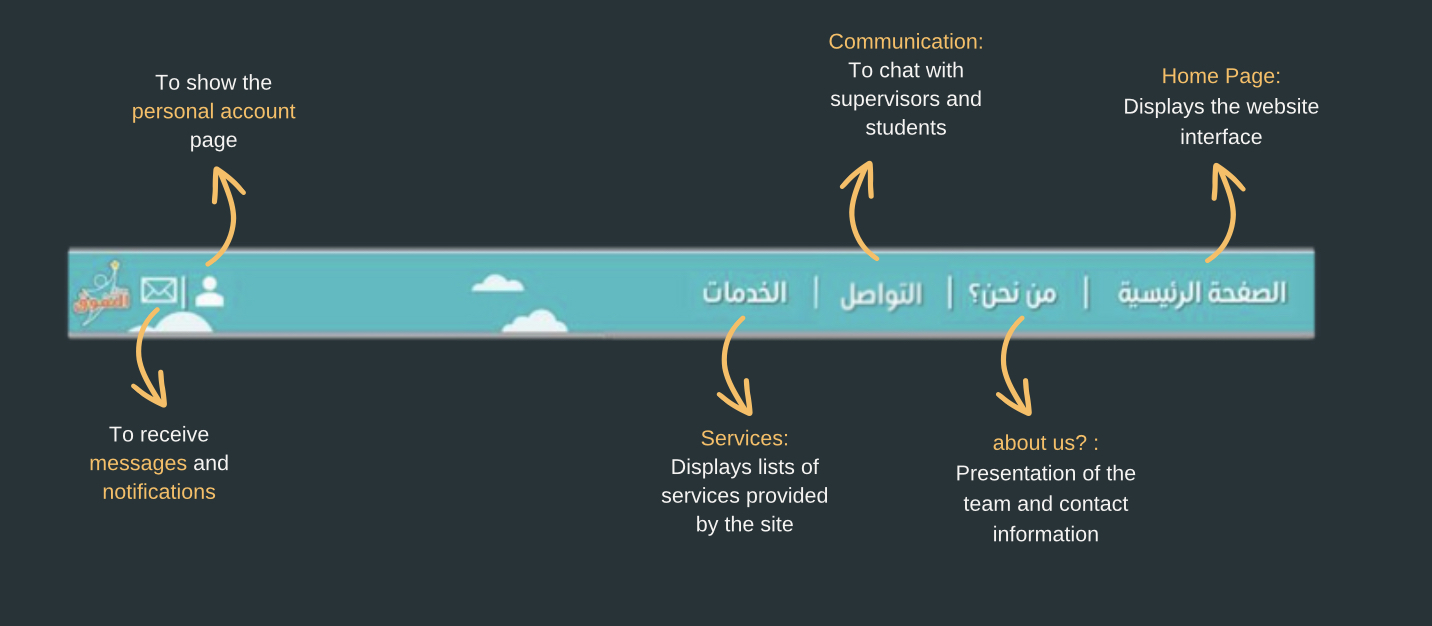 To show the
personal account
page
Communication:
To chat with
supervisors and
students
Home Page:
Displays the website
interface
الصفحة الرئيسية | من نحن؟ | التواصل | الخدمات
التفوق
To receive
messages and
notifications
Services:
Displays lists of
services provided
by the site
about us? :
Presentation of the
team and contact
information